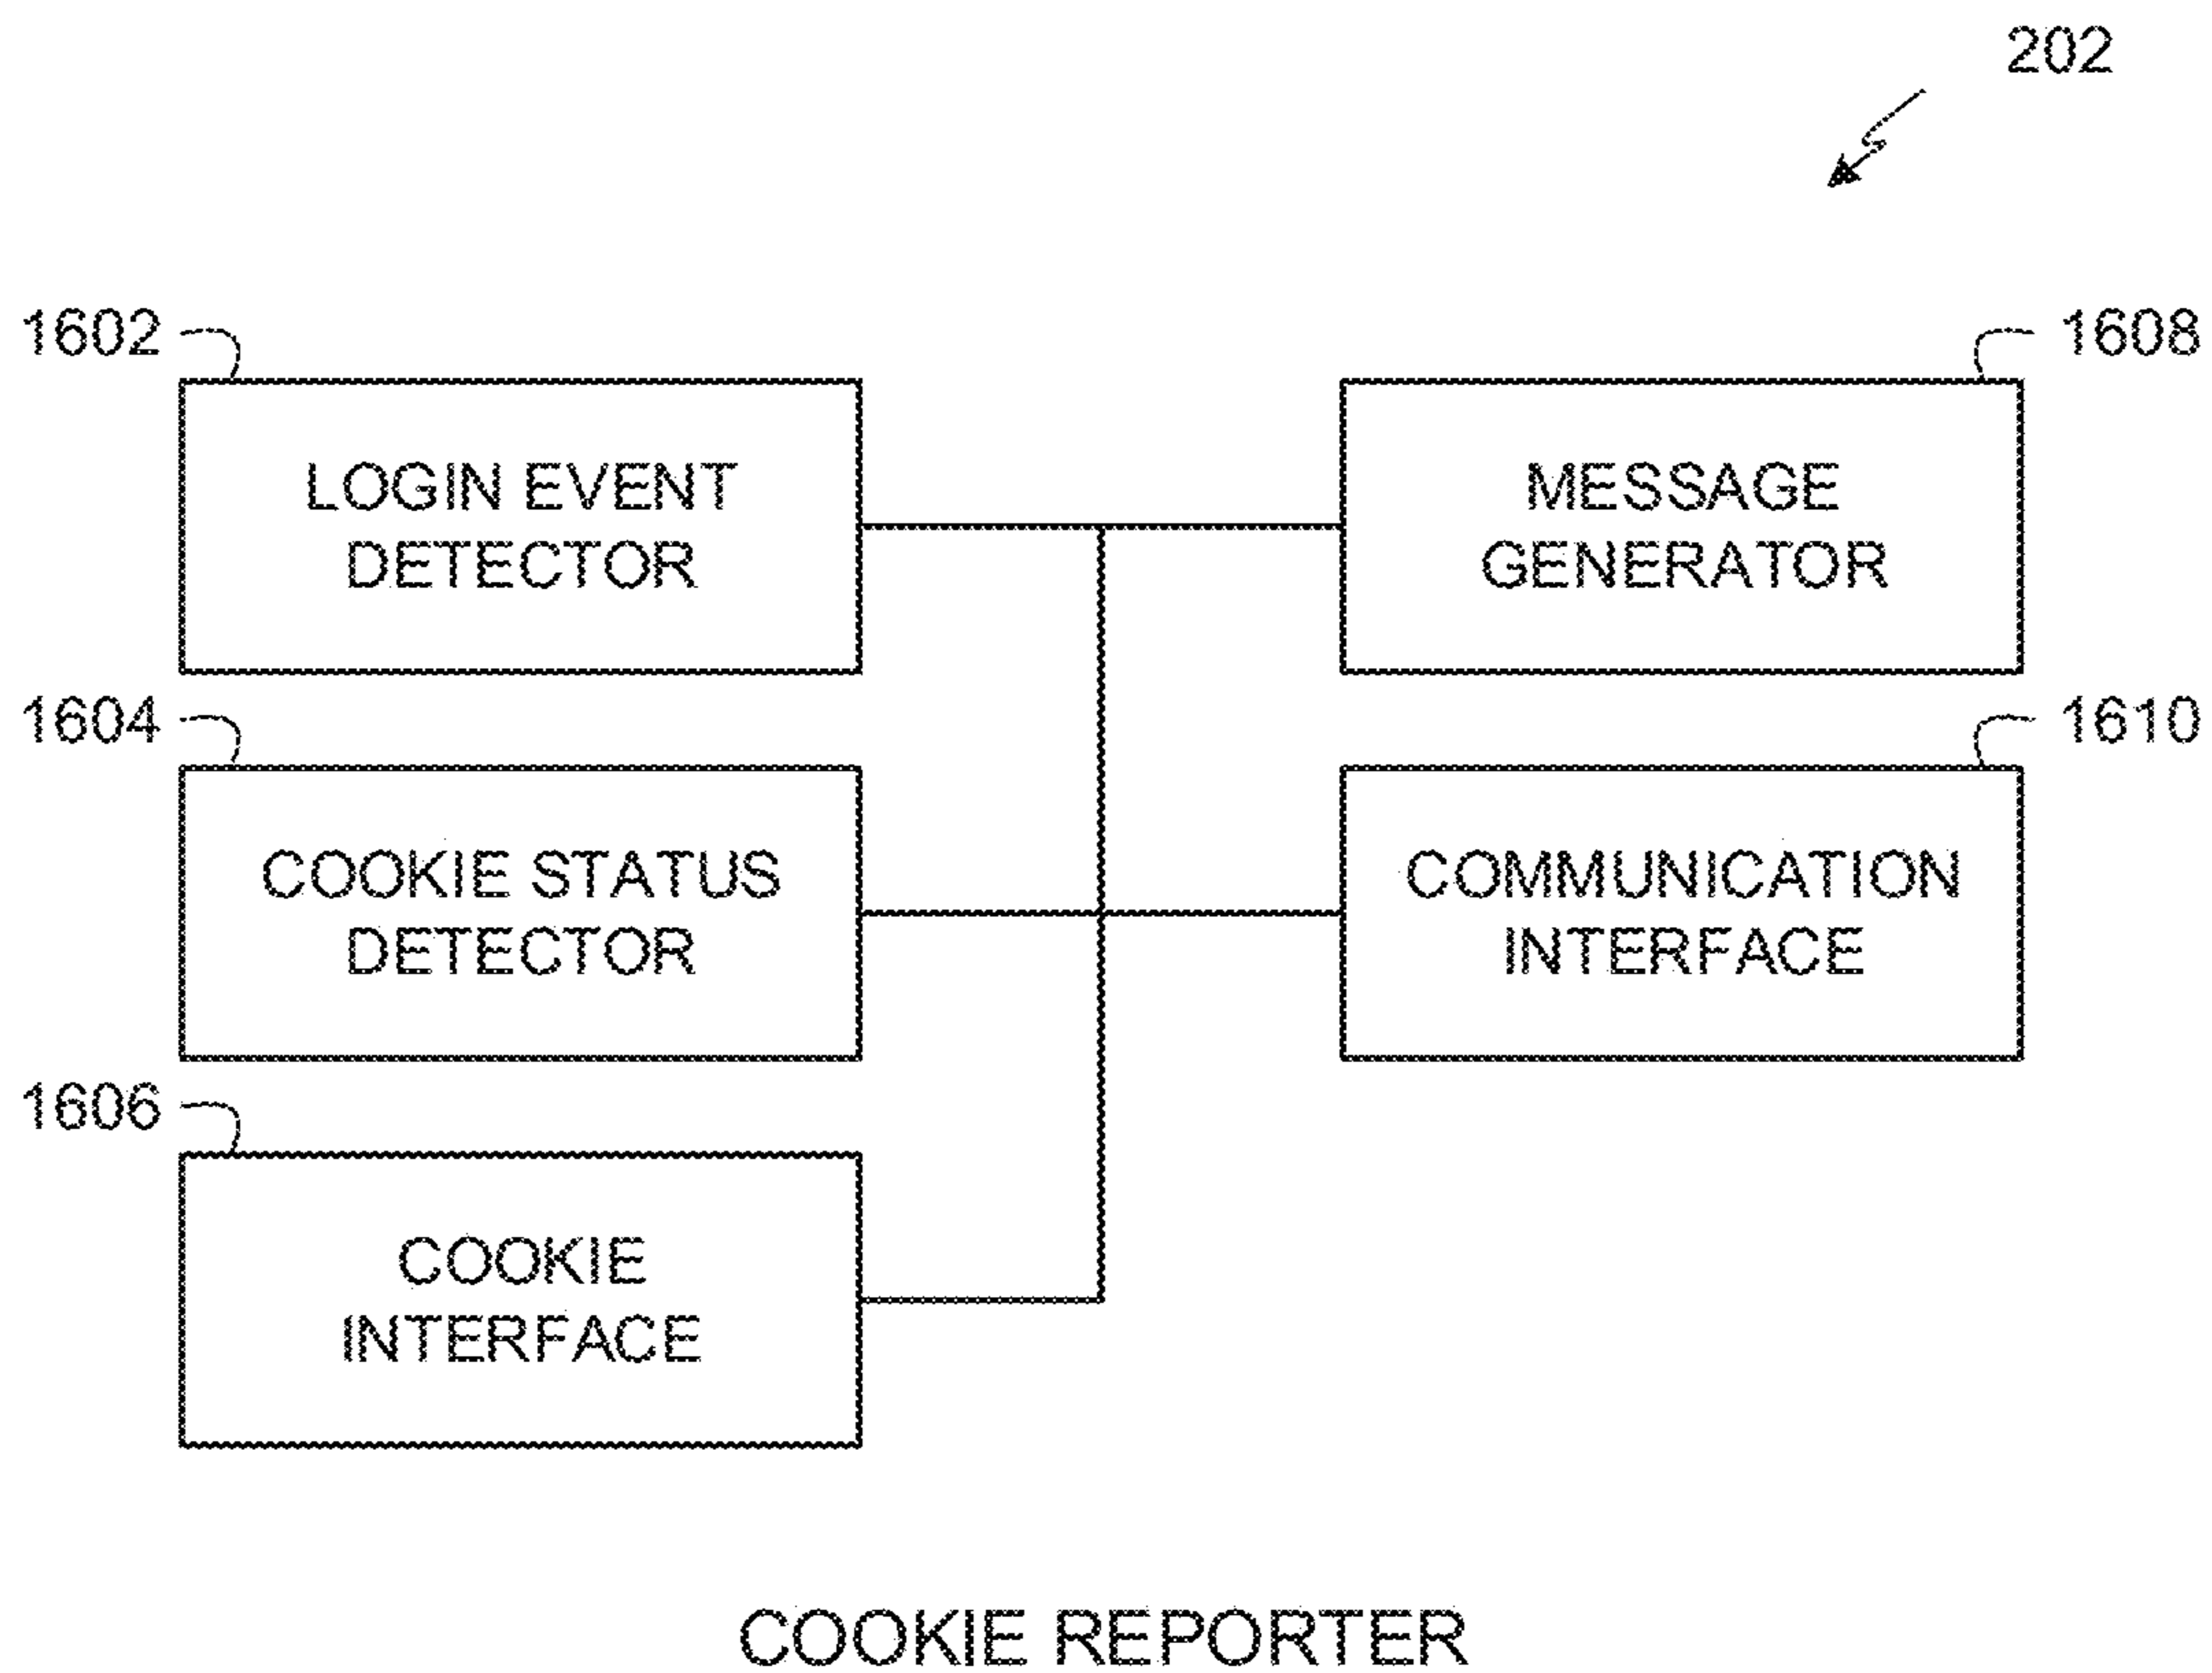 202
1602
LOGIN EVENT
DETECTOR
1608
MESSAGE
GENERATOR
1604
COOKIE STATUS
DETECTOR
1610
COMMUNICATION
INTERFACE
1606
COOKIE
INTERFACE
COOKIE REPORTER